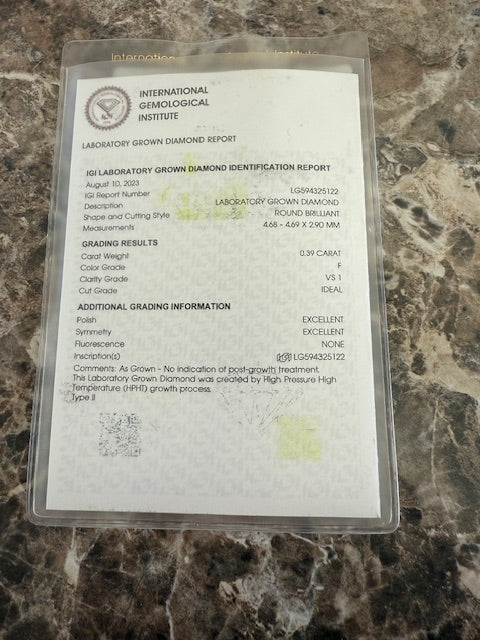 INTERNATIONAL
GEMOLOGICAL
INSTITUTE
LABORATORY GROWN DIAMOND REPORT
IGI LABORATORY GROWN DIAMOND IDENTIFICATION REPORT
August 10, 2023
IGI Report Number LG594325122
Description LABORATORY GROWN DIAMOND
Shape and Cutting Style ROUND BRILLIANT
Measurements 4.68 - 4.69 X 2.90 MM
GRADING RESULTS
Carat Weight 0.39 CARAT
Color Grade F
Clarity Grade VS 1
Cut Grade IDEAL
ADDITIONAL GRADING INFORMATION
Polish EXCELLENT
Symmetry EXCELLENT
Fluorescence NONE
Inscription(s) LG594325122
Comments: As Grown - No indication of post-growth treatment.
This Laboratory Grown Diamond was created by High Pressure High
Temperature (HPHT) growth process.
Type II